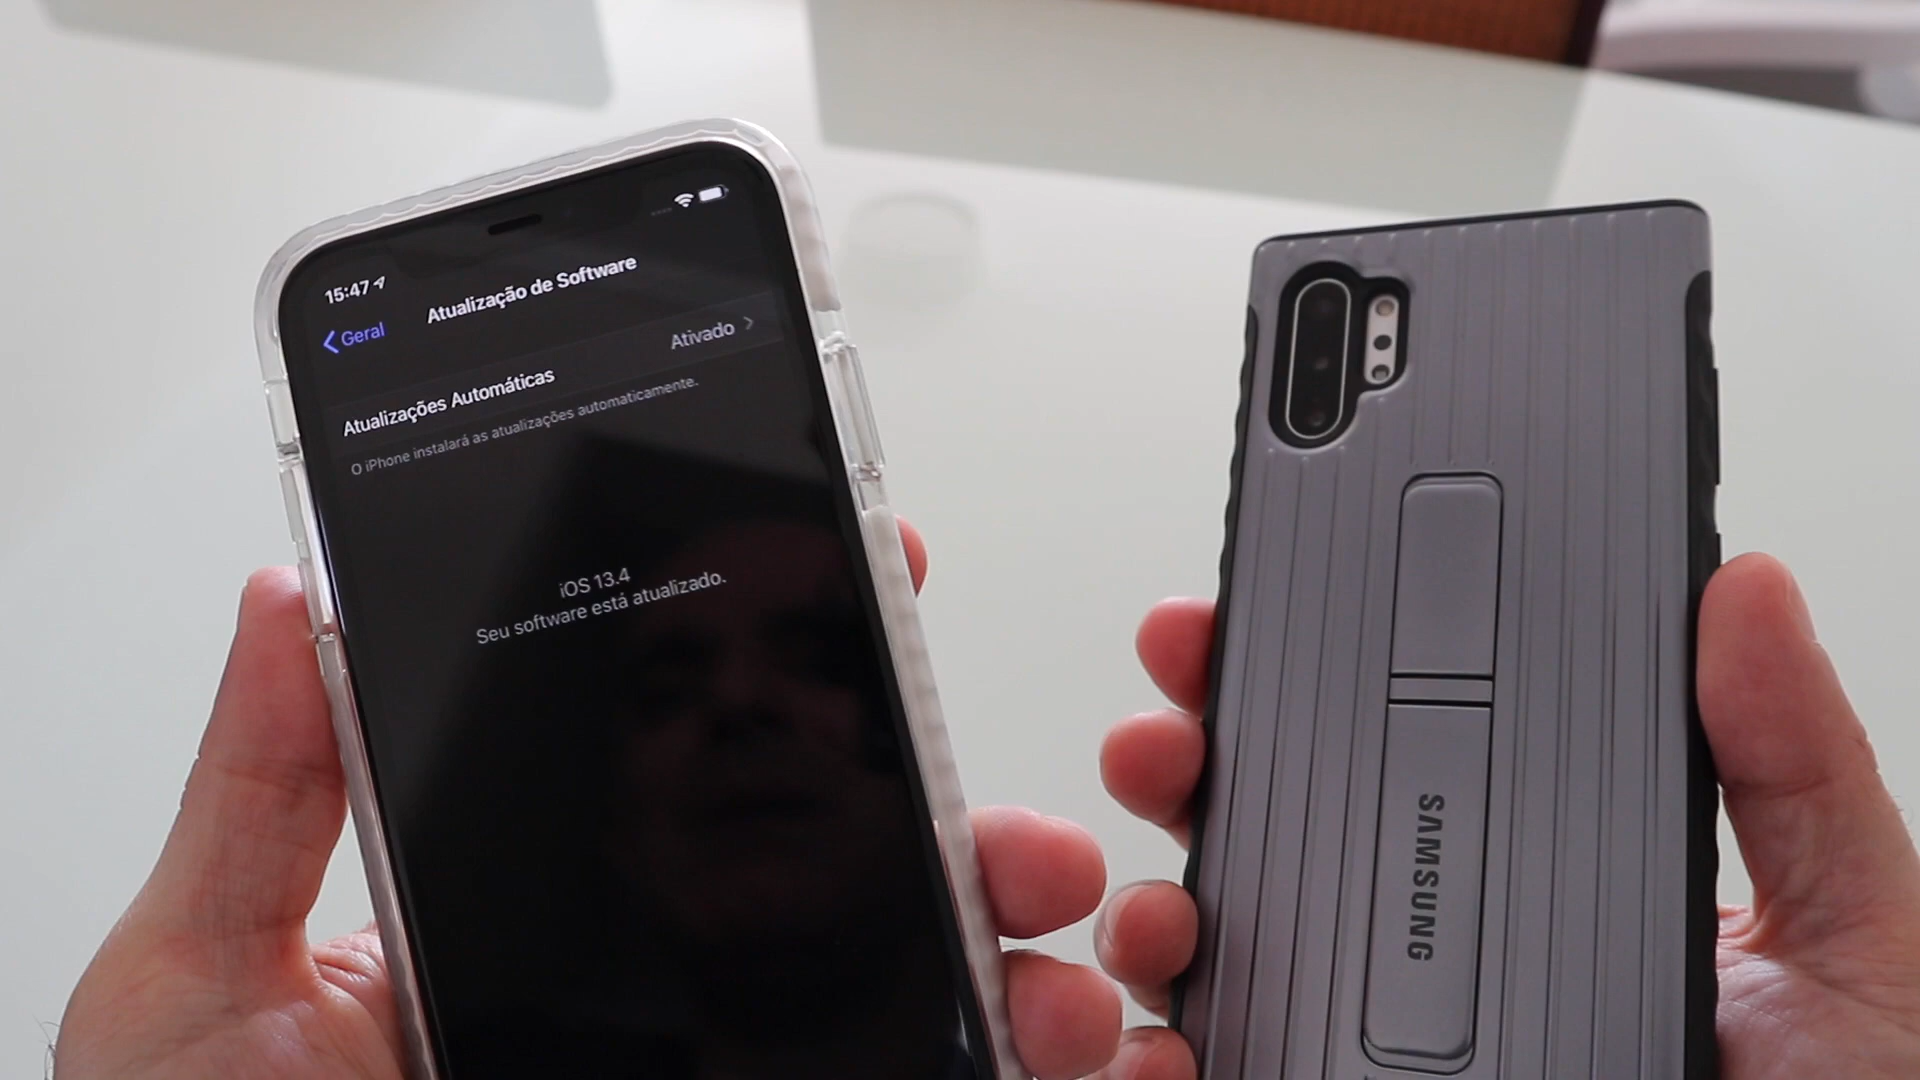 15:47
Geral
Atualização de Software
Atualizações Automáticas
Ativado
O iPhone instalará as atualizações automaticamente.
iOS 13.4
Seu software está atualizado.
SAMSUNG